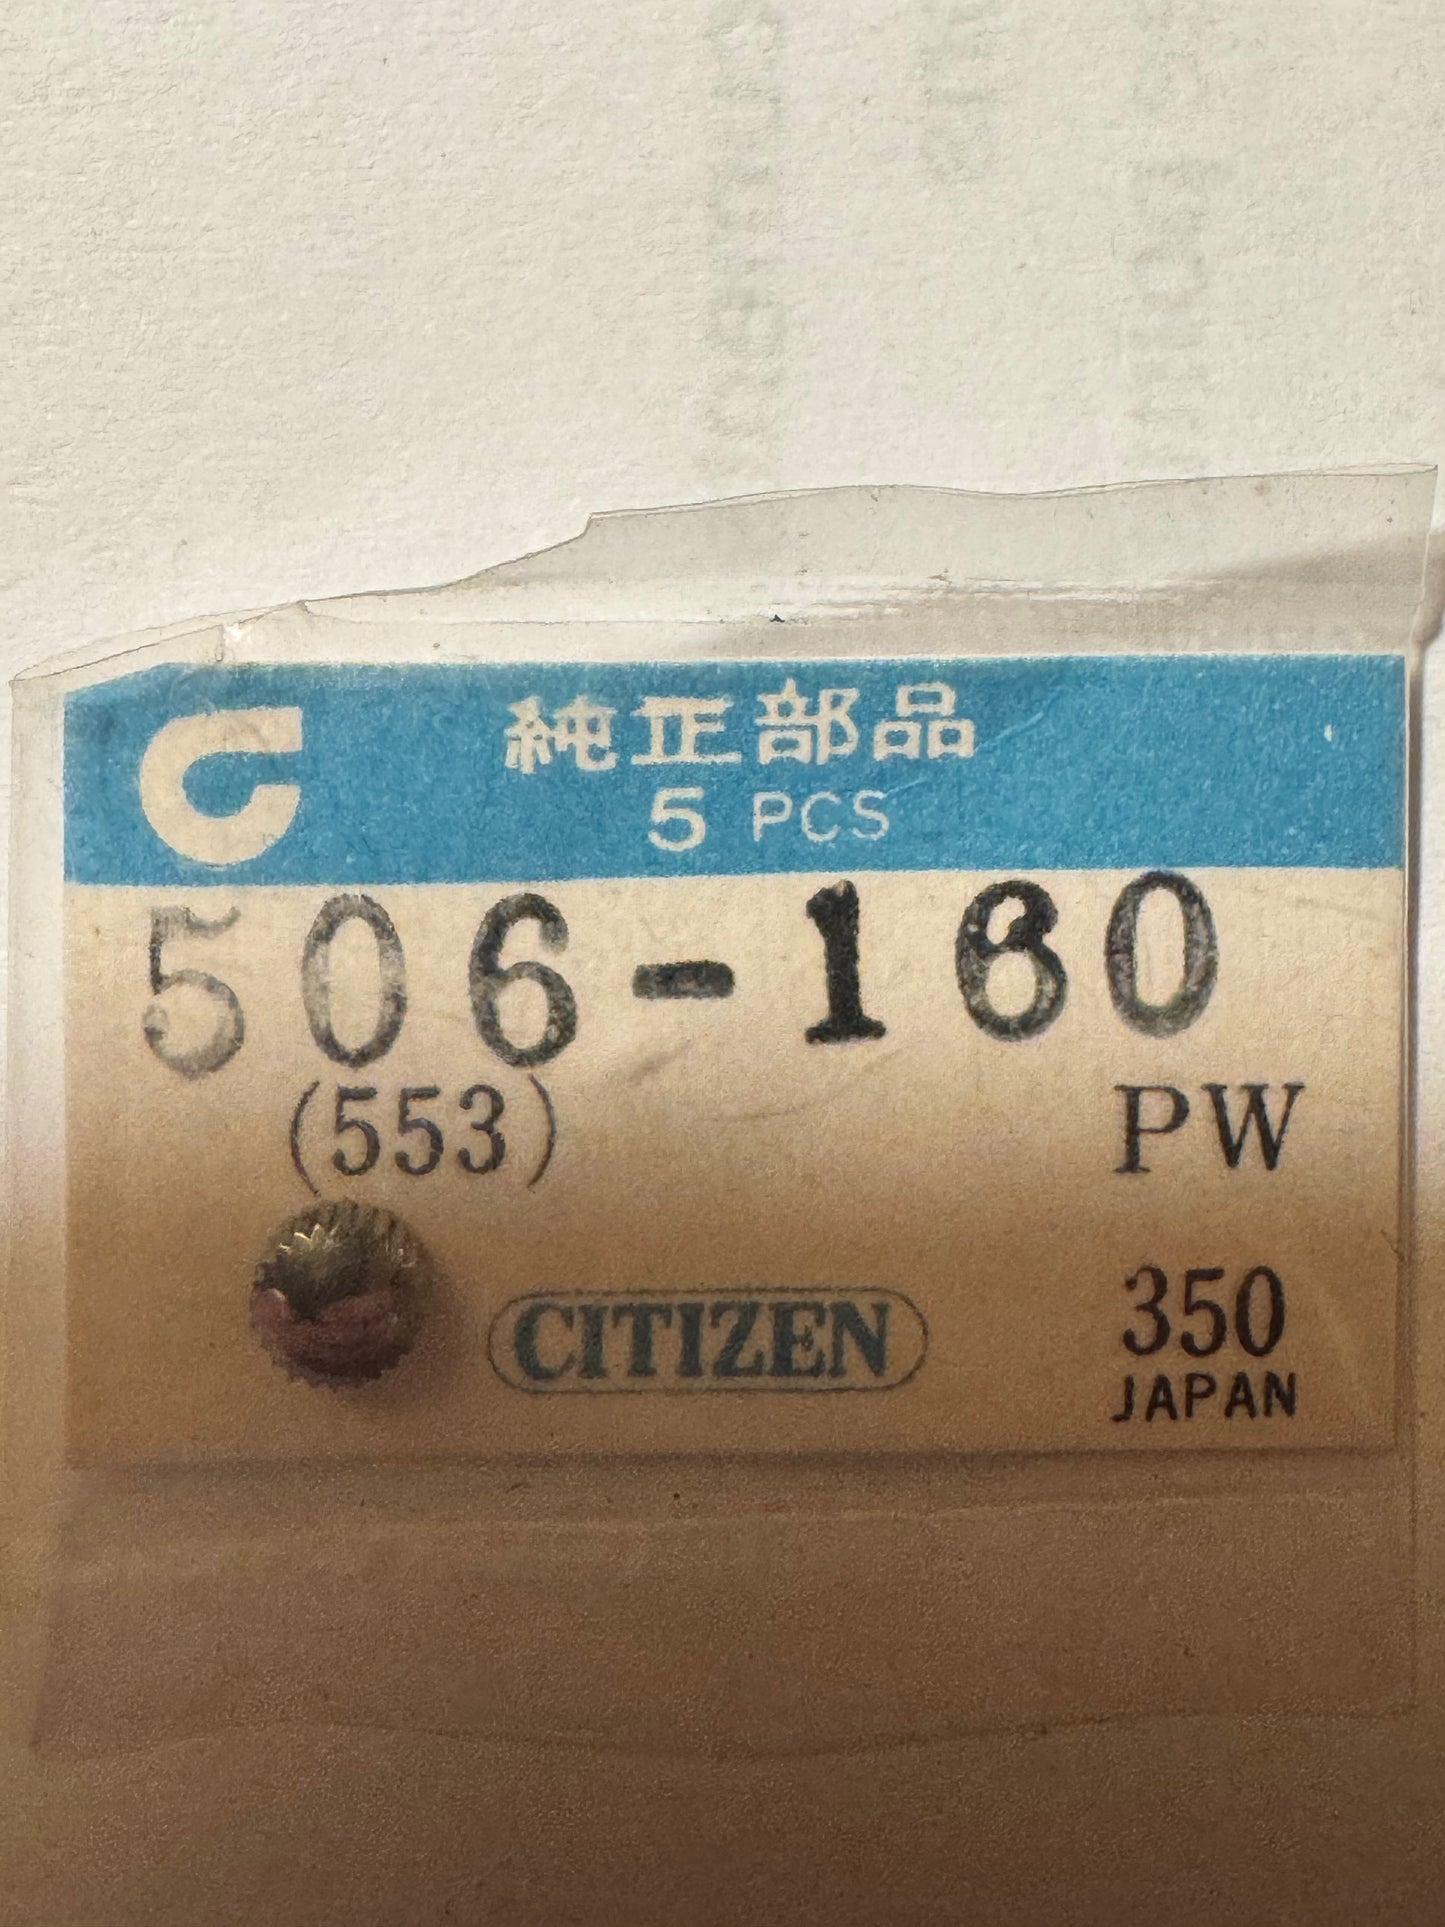 純正部品
5 PCS
506-160
(553)
PW
CITIZEN
350
JAPAN